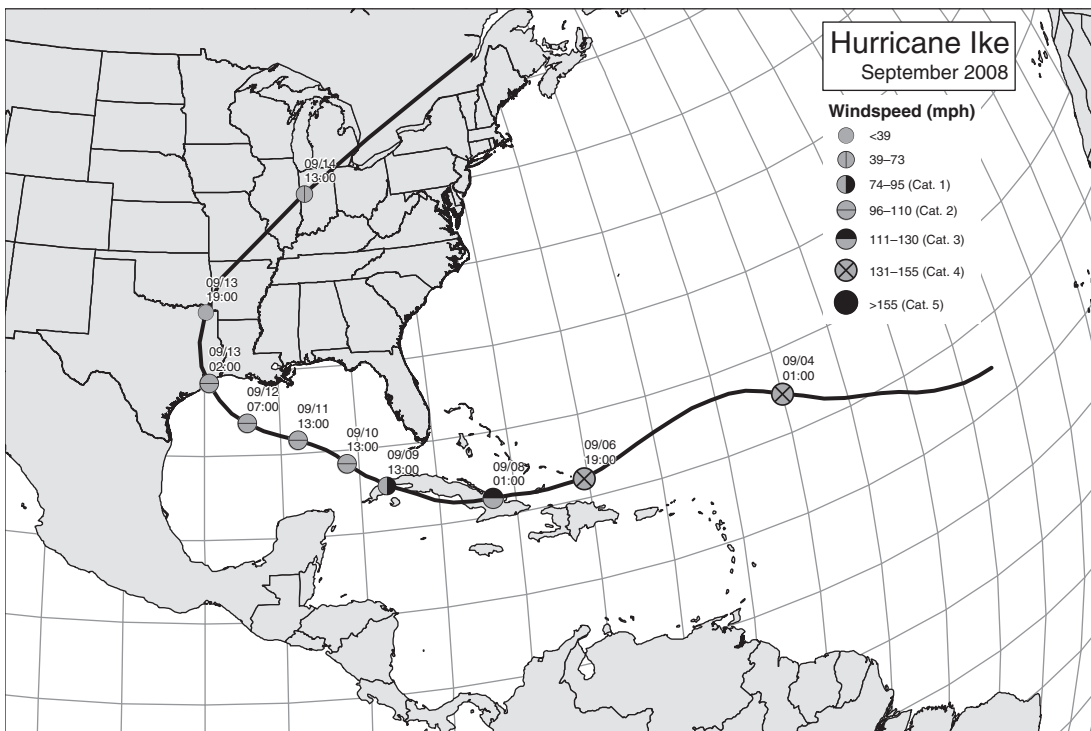 Hurricane Ike
September 2008
Windspeed (mph)
<39
39–73
74–95 (Cat. 1)
96–110 (Cat. 2)
111–130 (Cat. 3)
131–155 (Cat. 4)
>155 (Cat. 5)
09/14
13:00
09/13
19:00
09/13
02:00
09/12
07:00
09/11
13:00
09/10
13:00
09/09
13:00
09/08
01:00
09/06
19:00
09/04
01:00